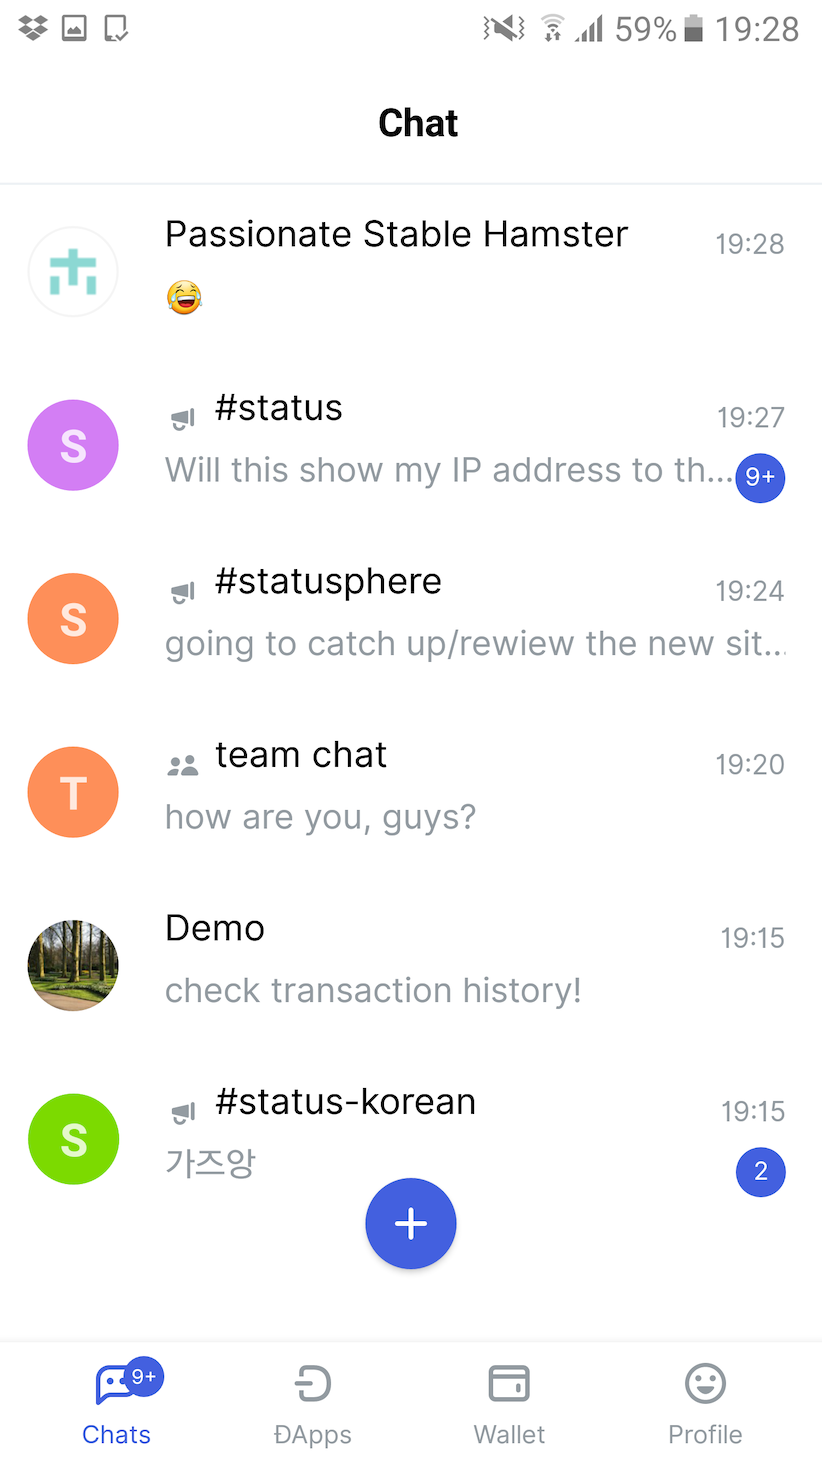 59% 19:28
Chat
Passionate Stable Hamster 19:28
😂
#status 19:27
Will this show my IP address to th... 9+
#statusphere 19:24
going to catch up/rewiew the new sit...
team chat 19:20
how are you, guys?
Demo 19:15
check transaction history!
#status-korean 19:15
가즈앙 2
S
S
T
S
9+
Chats ĐApps Wallet Profile